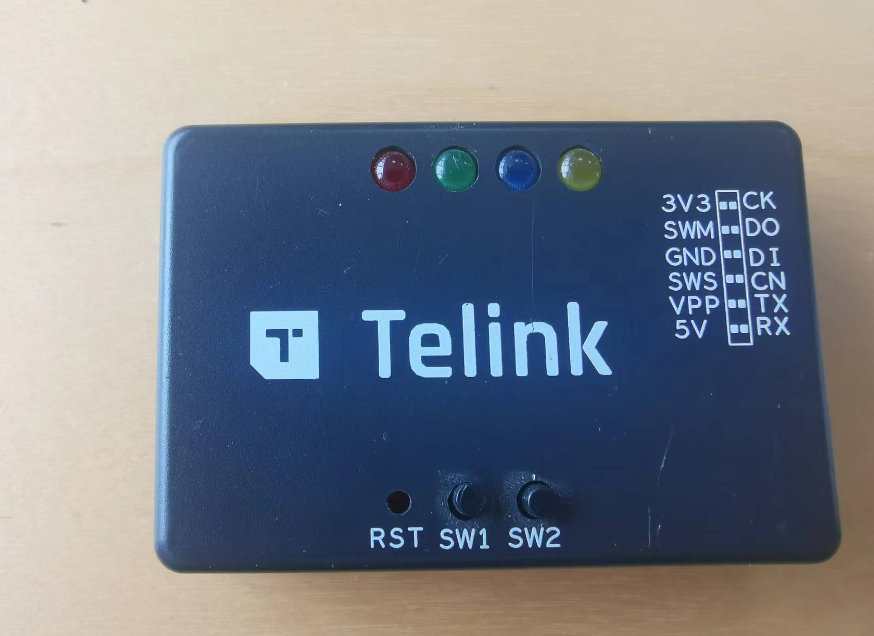 3V3 CK
SWM DO
GND DI
SWS CN
VPP TX
5V RX
Telink
RST SW1 SW2